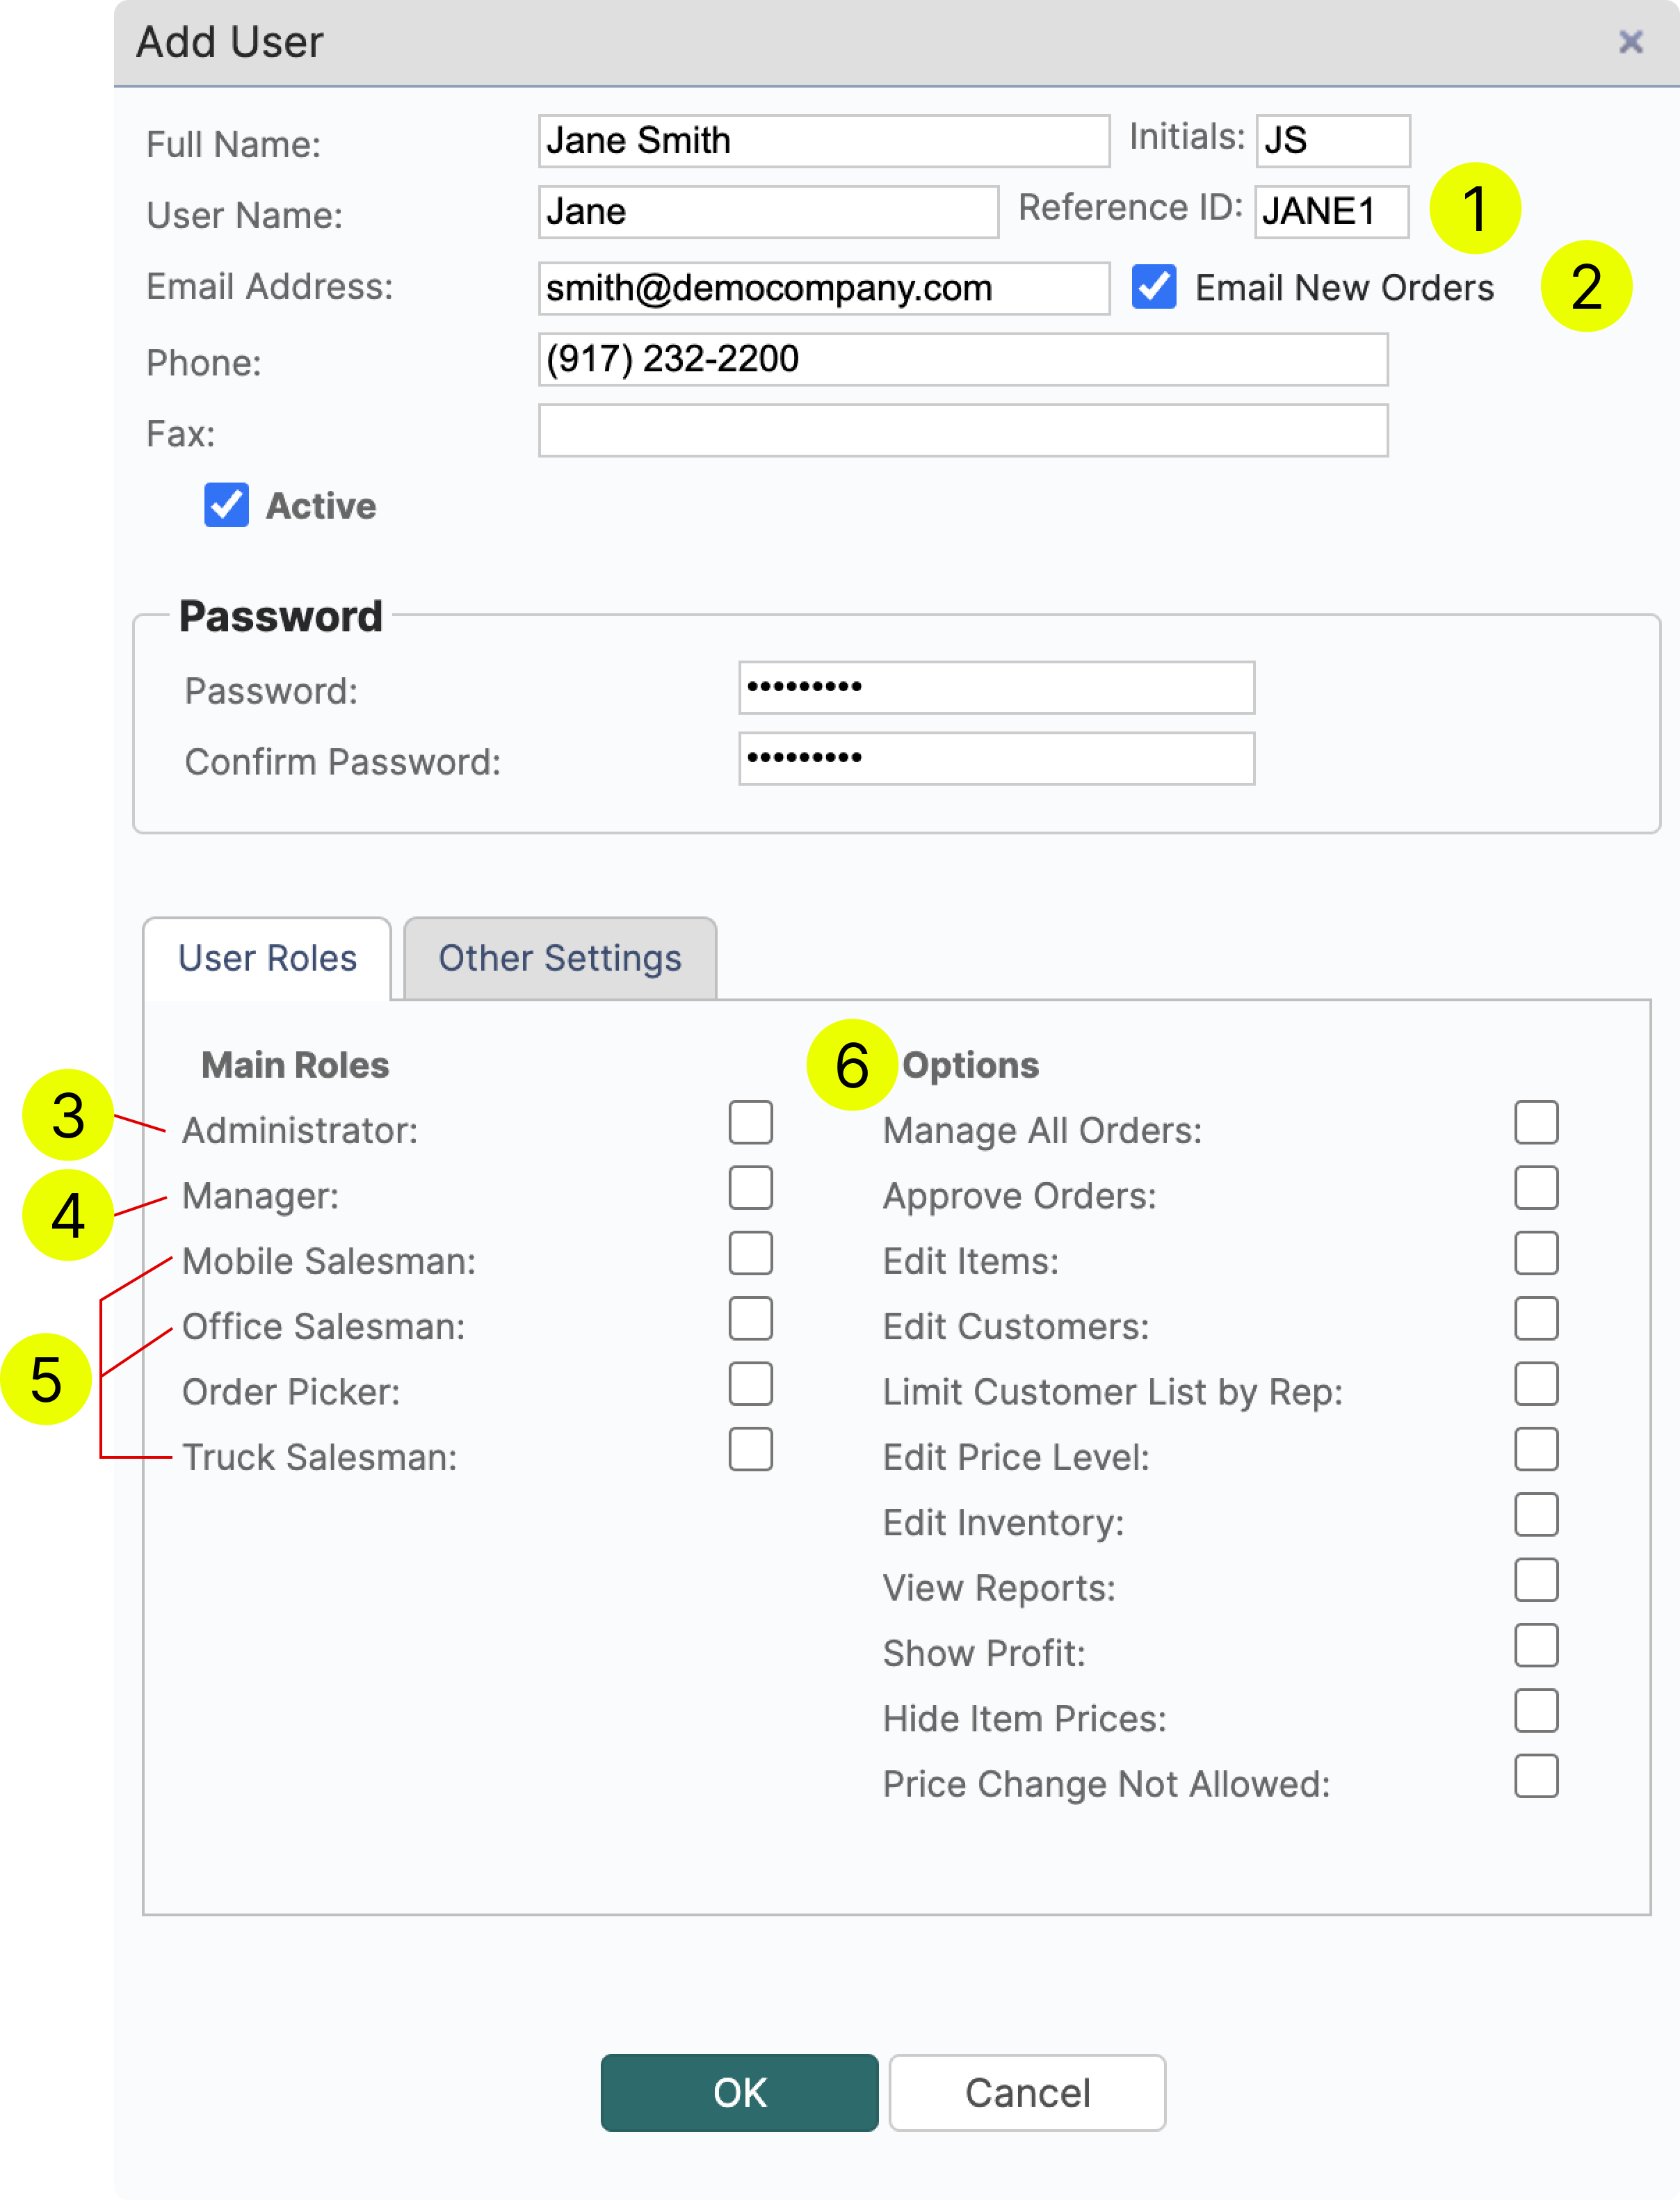 Add User ×
Full Name: Jane Smith Initials: JS
User Name: Jane Reference ID: JANE1 1
Email Address: smith@democompany.com Email New Orders 2
Phone: (917) 232-2200
Fax:
Active
Password
Password: •••••••••
Confirm Password: •••••••••
User Roles Other Settings
Main Roles 6 Options
3 Administrator: Manage All Orders:
4 Manager: Approve Orders:
Mobile Salesman: Edit Items:
Office Salesman: Edit Customers:
5 Order Picker: Limit Customer List by Rep:
Truck Salesman: Edit Price Level:
Edit Inventory:
View Reports:
Show Profit:
Hide Item Prices:
Price Change Not Allowed:
OK Cancel